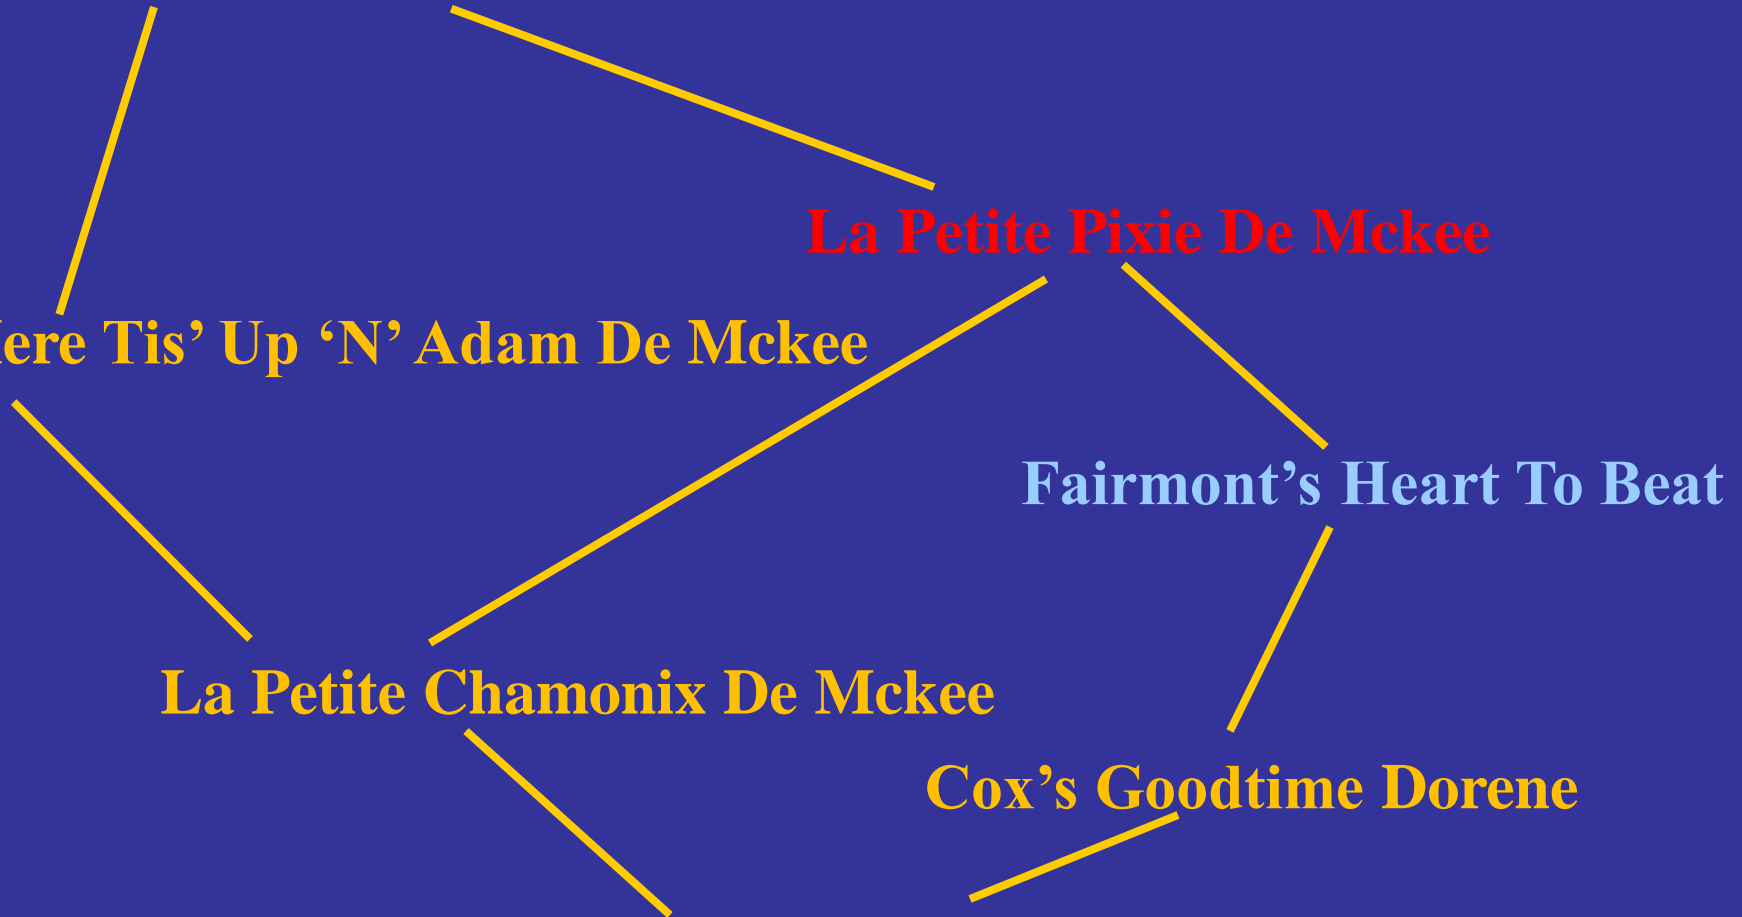 La Petite Pixie De Mckee
ere Tis’ Up ‘N’ Adam De Mckee
Fairmont’s Heart To Beat
La Petite Chamonix De Mckee
Cox’s Goodtime Dorene